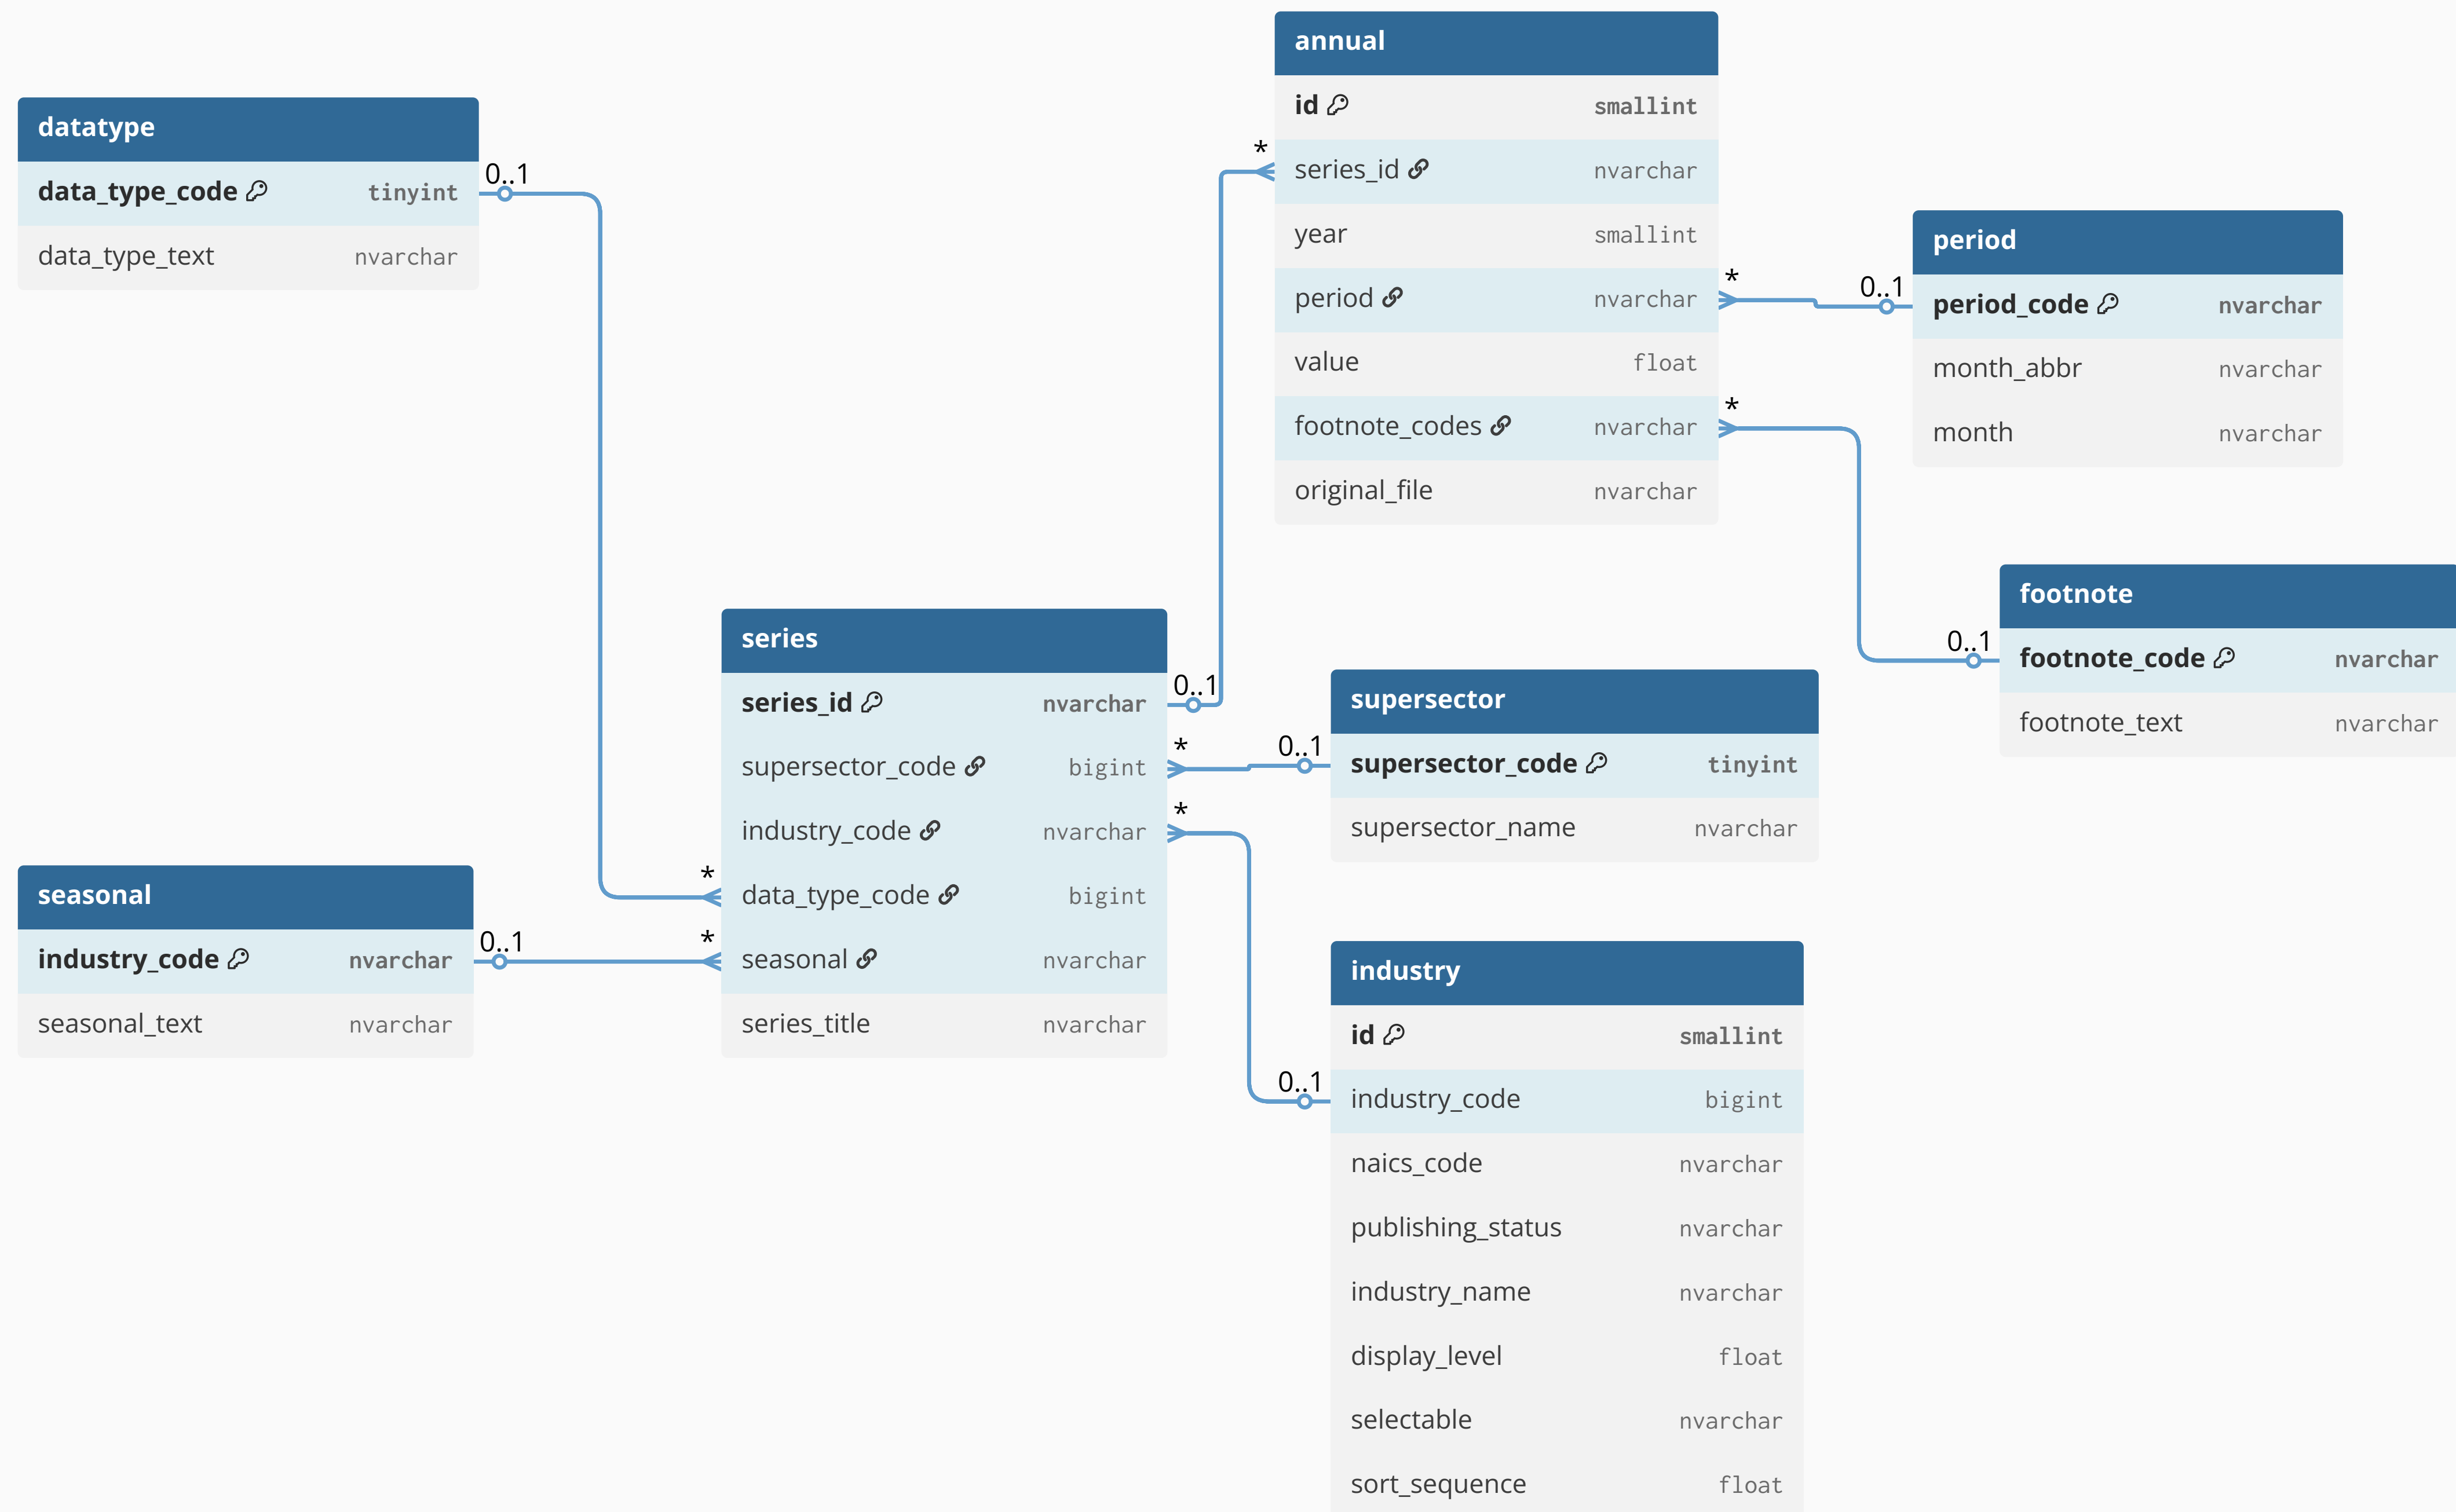 datatype
data_type_code tinyint
data_type_text nvarchar
0..1
*
annual
id smallint
series_id nvarchar
year smallint
period nvarchar
value float
footnote_codes nvarchar
original_file nvarchar
*
*
*
0..1
period
period_code nvarchar
month_abbr nvarchar
month nvarchar
0..1
footnote
footnote_code nvarchar
footnote_text nvarchar
series
series_id nvarchar
supersector_code bigint
industry_code nvarchar
data_type_code bigint
seasonal nvarchar
series_title nvarchar
0..1
*
*
*
0..1
supersector
supersector_code tinyint
supersector_name nvarchar
seasonal
industry_code nvarchar
seasonal_text nvarchar
0..1
0..1
industry
id smallint
industry_code bigint
naics_code nvarchar
publishing_status nvarchar
industry_name nvarchar
display_level float
selectable nvarchar
sort_sequence float